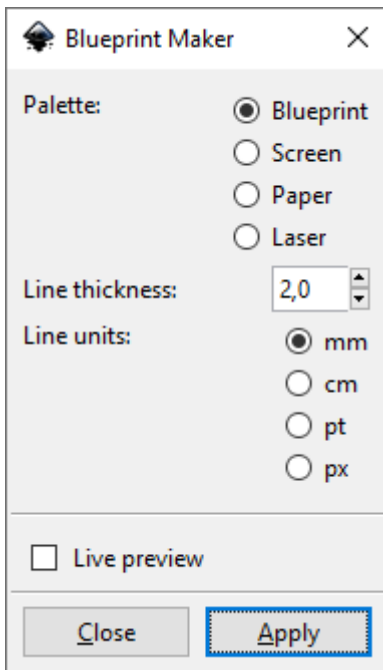 Blueprint Maker
Palette: Blueprint
Screen
Paper
Laser
Line thickness: 2,0
Line units: mm
cm
pt
px
Live preview
Close Apply